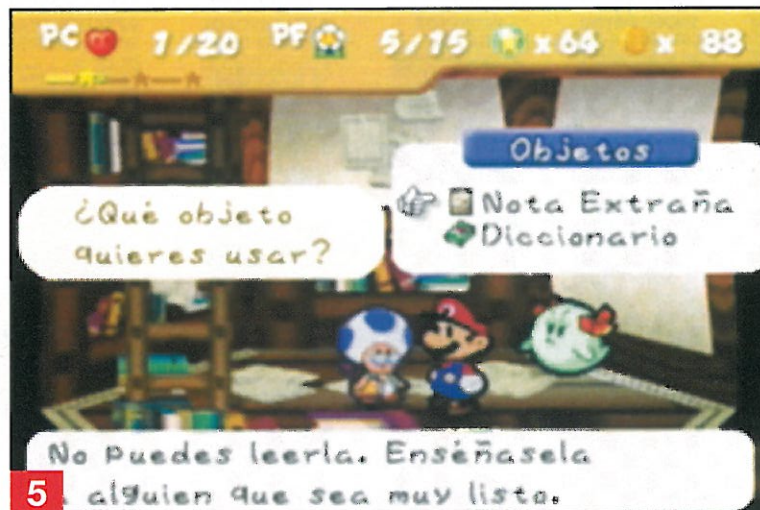 PC 1/20 PF 5/15 x64 x 88
Objetos
Nota Extraña
Diccionario
¿Qué objeto
quieres usar?
No puedes leerla. Enséñasela
alguien que sea muy listo.
5